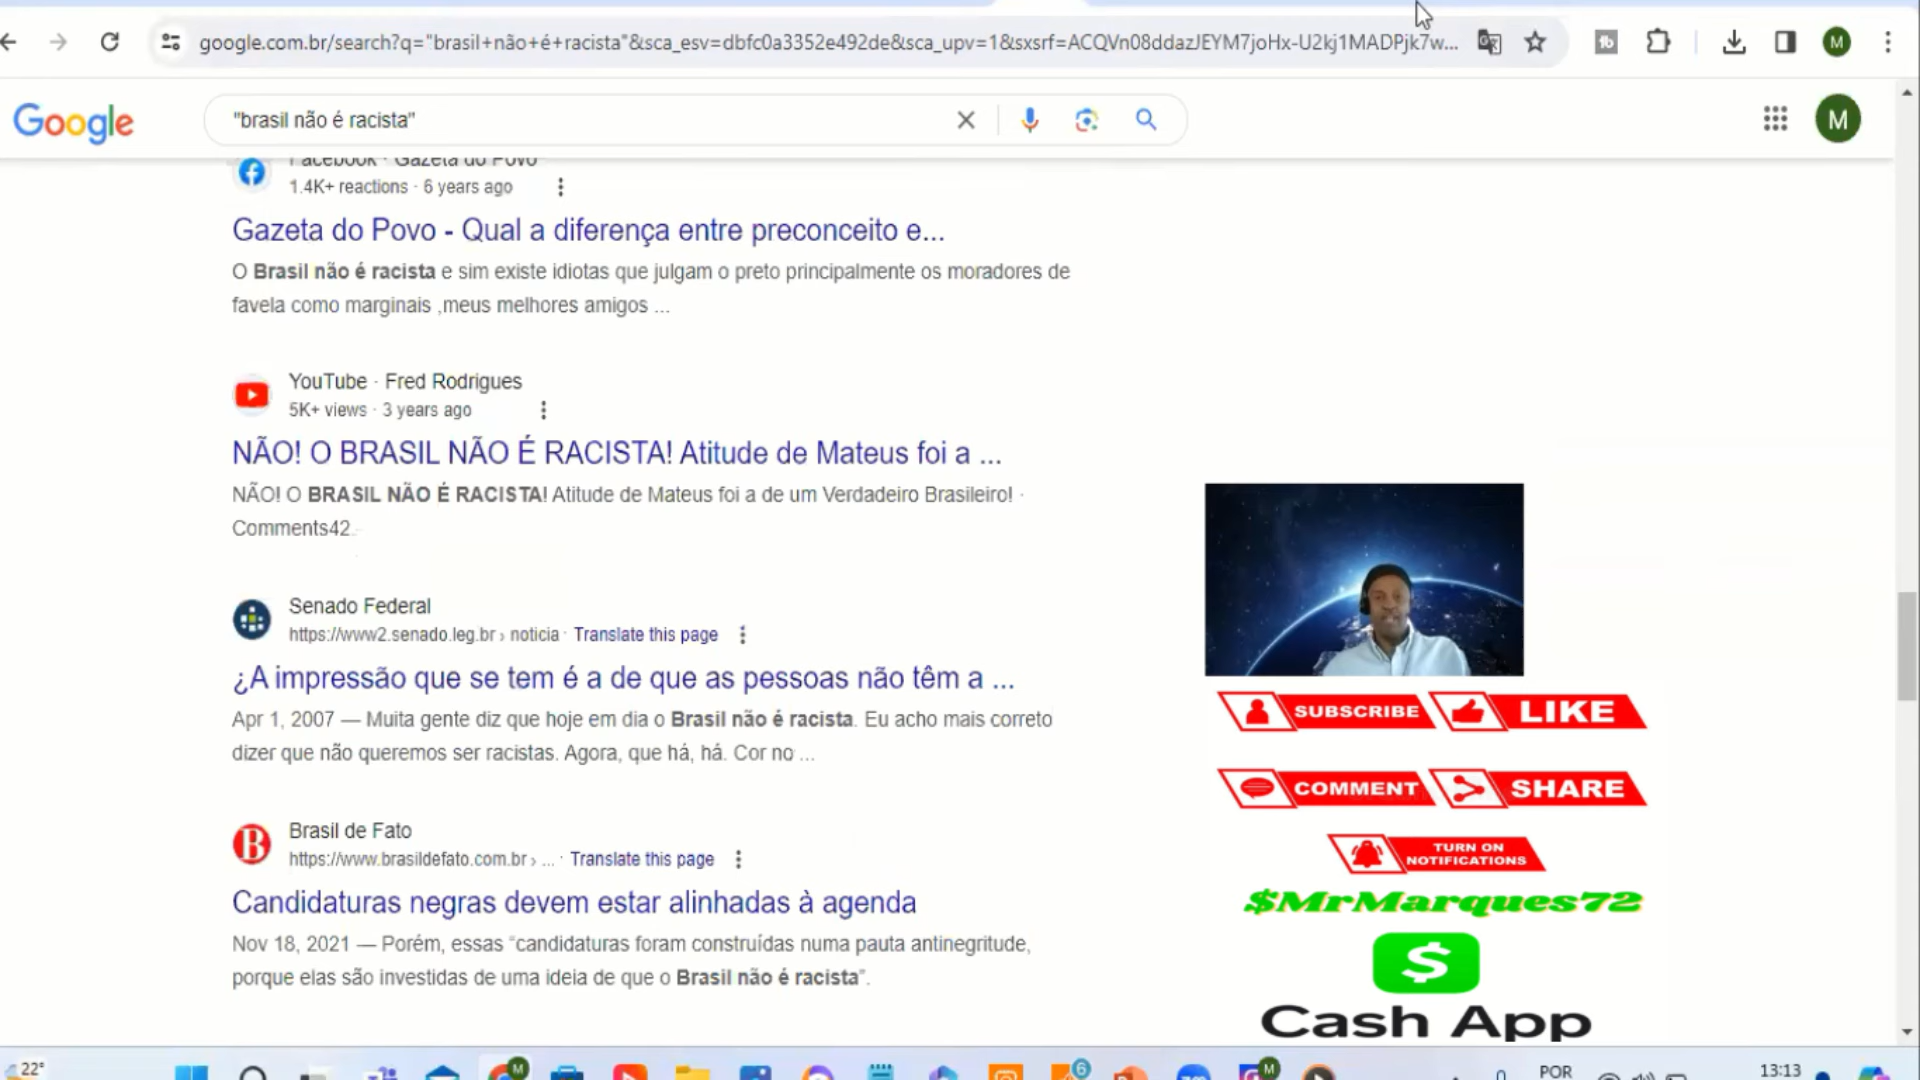 google.com.br/search?q="brasil+não+é+racista"&sca_esv=dbfc0a3352e492de&sca_upv=1&sxsrf=ACQVn08ddazJEYM7joHx-U2kj1MADPjk7w...
M
Google
"brasil não é racista"
M
Facebook · Gazeta do Povo
1.4K+ reactions · 6 years ago
Gazeta do Povo - Qual a diferença entre preconceito e...
O Brasil não é racista e sim existe idiotas que julgam o preto principalmente os moradores de
favela como marginais ,meus melhores amigos ...
YouTube · Fred Rodrigues
5K+ views · 3 years ago
NÃO! O BRASIL NÃO É RACISTA! Atitude de Mateus foi a ...
NÃO! O BRASIL NÃO É RACISTA! Atitude de Mateus foi a de um Verdadeiro Brasileiro! ·
Comments42
Senado Federal
https://www2.senado.leg.br › noticia · Translate this page
¿A impressão que se tem é a de que as pessoas não têm a ...
Apr 1, 2007 — Muita gente diz que hoje em dia o Brasil não é racista. Eu acho mais correto
dizer que não queremos ser racistas. Agora, que há, há. Cor no ...
Brasil de Fato
https://www.brasildefato.com.br › ... · Translate this page
Candidaturas negras devem estar alinhadas à agenda
Nov 18, 2021 — Porém, essas “candidaturas foram construídas numa pauta antinegritude,
porque elas são investidas de uma ideia de que o Brasil não é racista”.
SUBSCRIBE
LIKE
COMMENT
SHARE
TURN ON
NOTIFICATIONS
$MrMarques72
$
Cash App
22°
M
6
M
POR
13:13